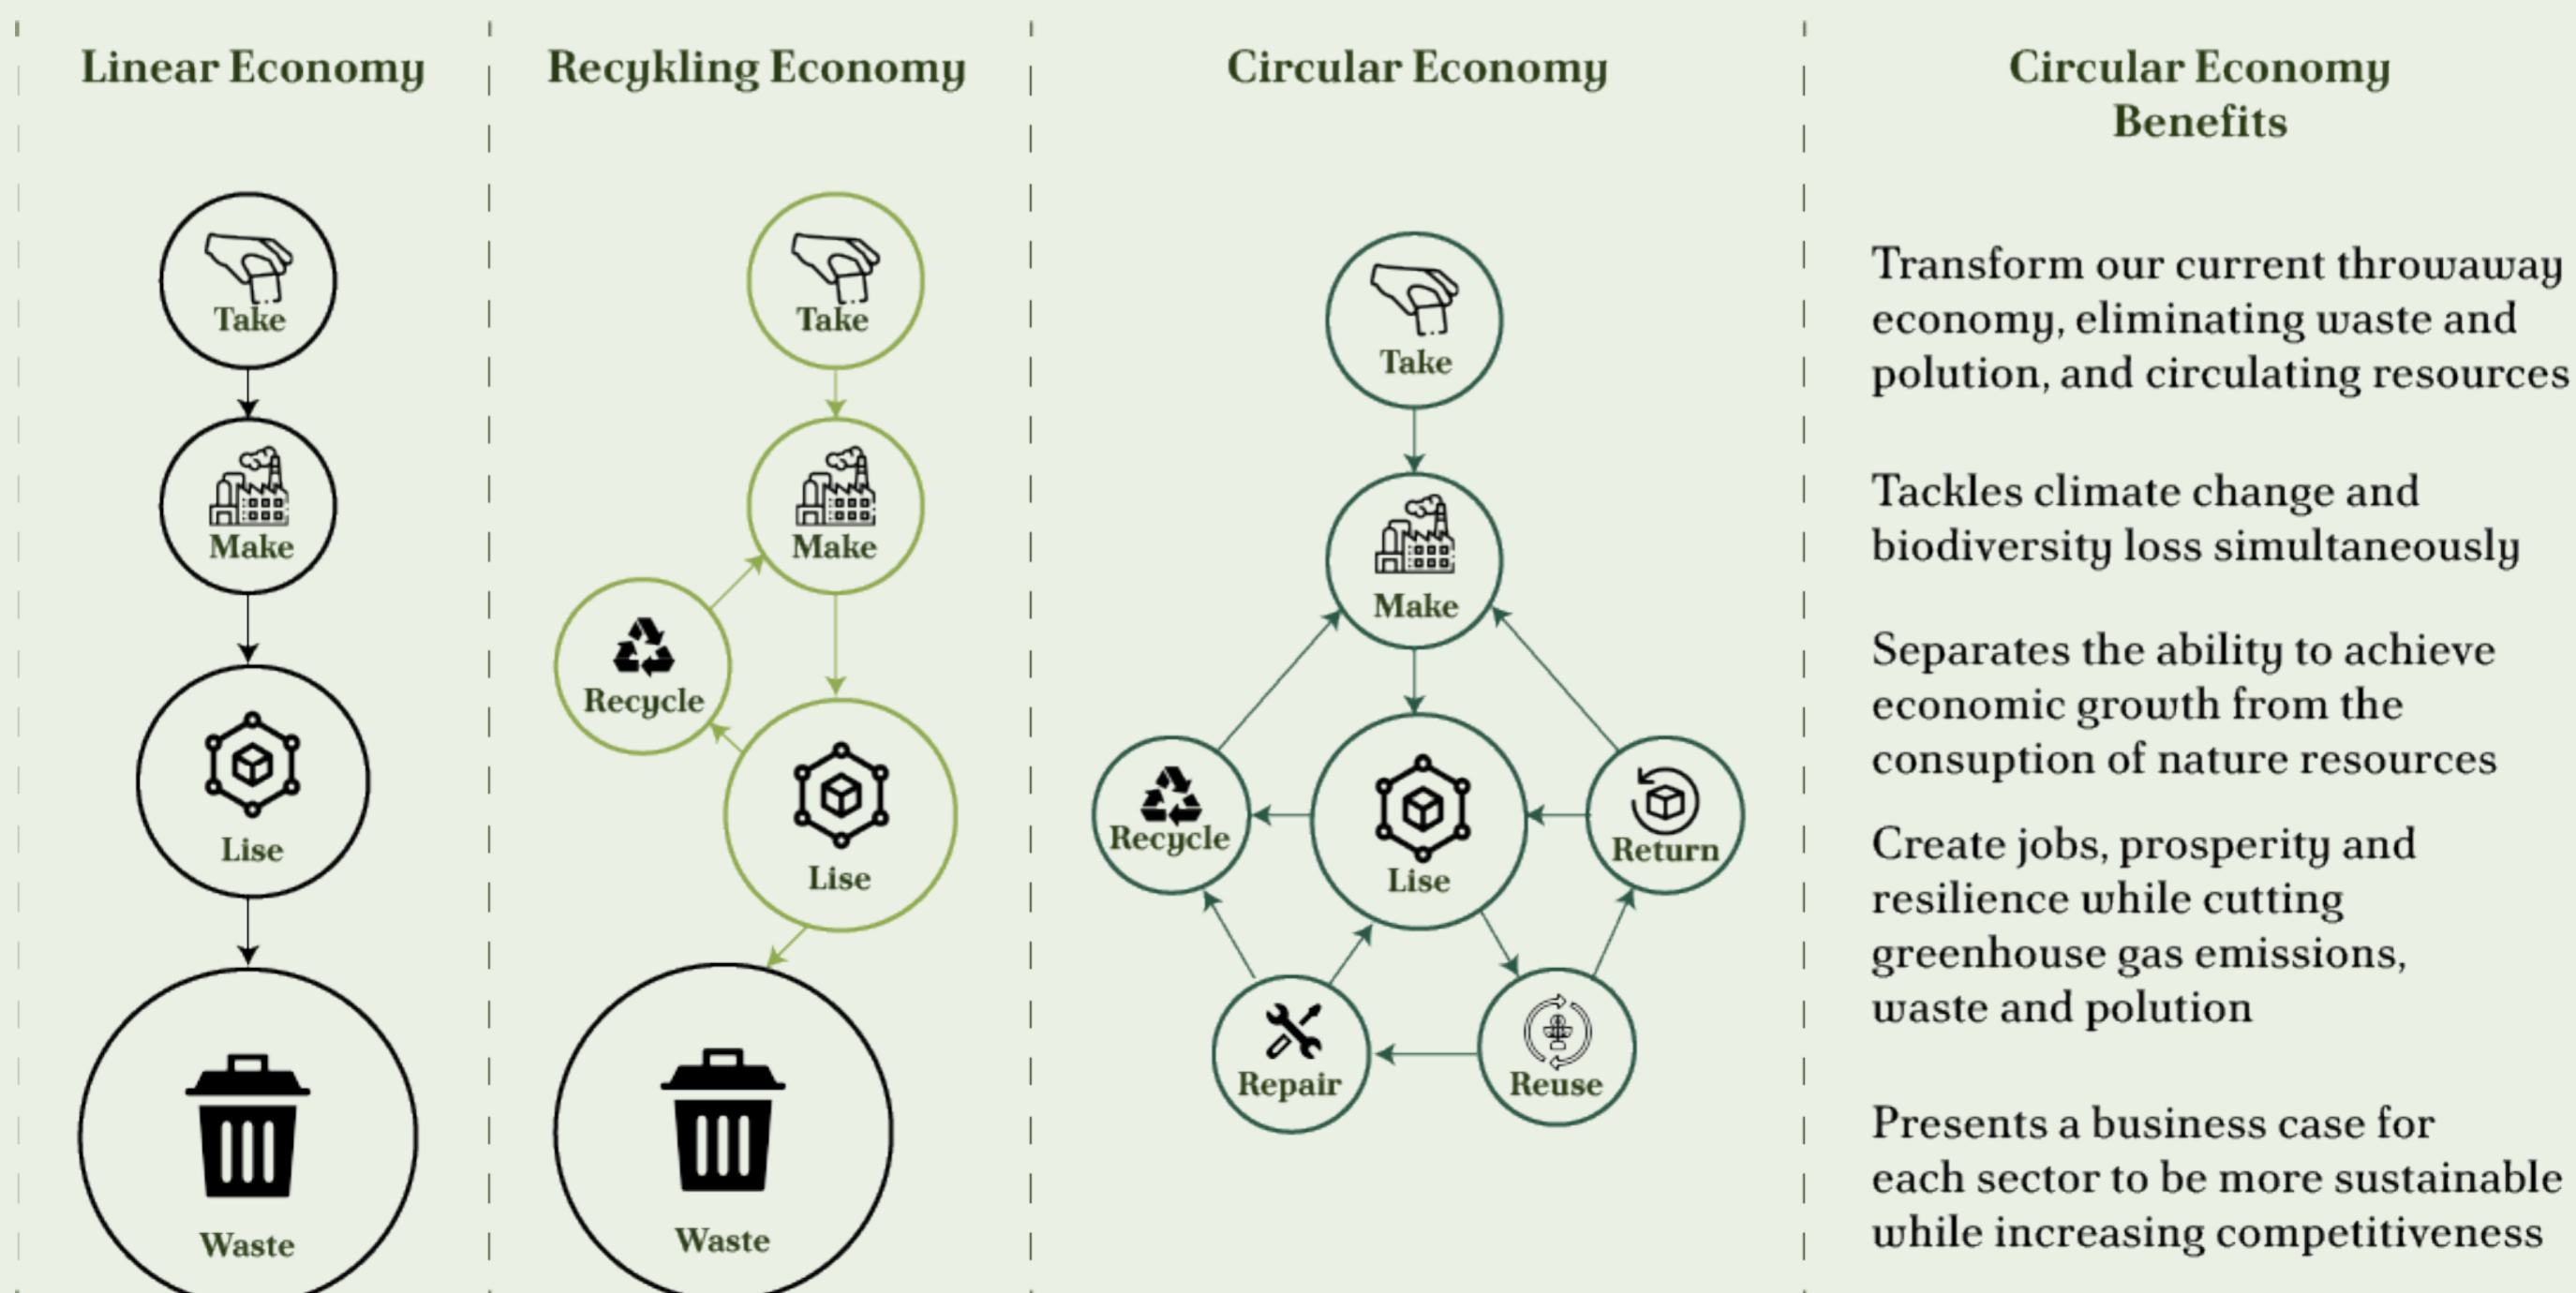 Linear Economy
Take
Make
Lise
Waste
Recykling Economy
Take
Make
Recycle
Lise
Waste
Circular Economy
Take
Make
Recycle
Lise
Return
Repair
Reuse
Circular Economy
Benefits
Transform our current throwaway
economy, eliminating waste and
polution, and circulating resources
Tackles climate change and
biodiversity loss simultaneously
Separates the ability to achieve
economic growth from the
consuption of nature resources
Create jobs, prosperity and
resilience while cutting
greenhouse gas emissions,
waste and polution
Presents a business case for
each sector to be more sustainable
while increasing competitiveness